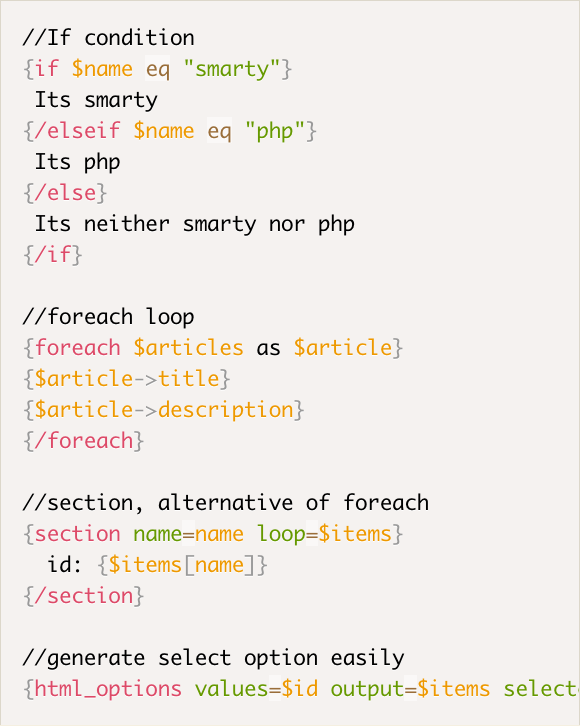 //If condition
{if $name eq "smarty"}
Its smarty
{/elseif $name eq "php"}
Its php
{/else}
Its neither smarty nor php
{/if}
//foreach loop
{foreach $articles as $article}
{$article->title}
{$article->description}
{/foreach}
//section, alternative of foreach
{section name=name loop=$items}
id: {$items[name]}
{/section}
//generate select option easily
{html_options values=$id output=$items